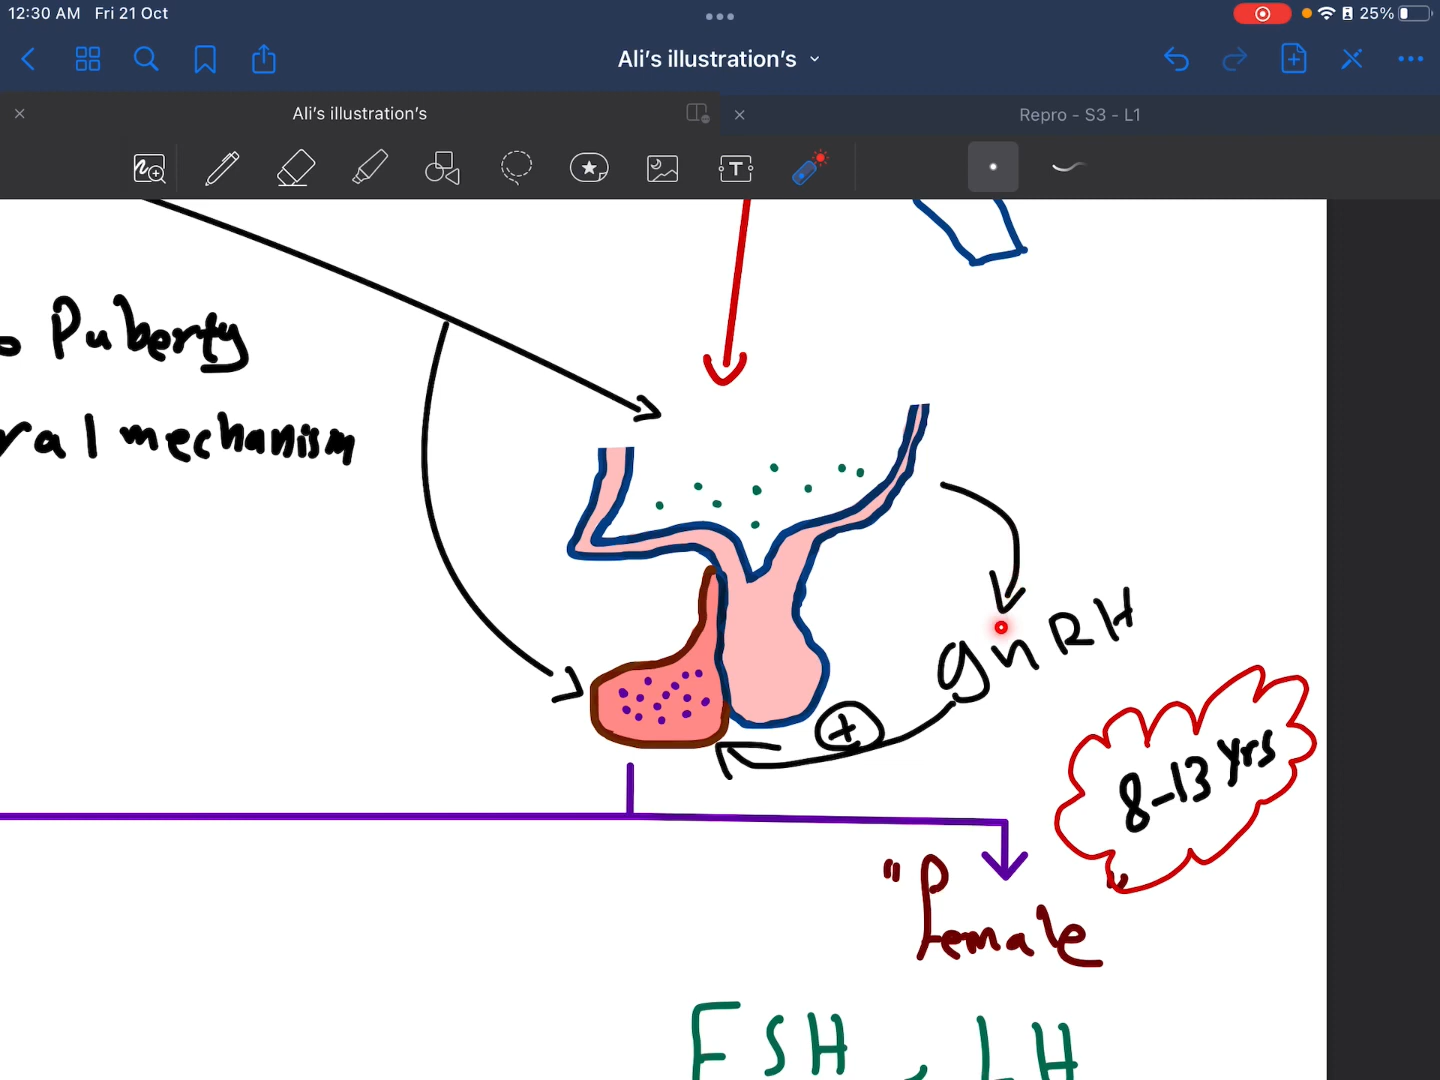 12:30 AM Fri 21 Oct
25%
Ali's illustration's
Ali's illustration's
Repro - S3 - L1
T
Puberty
ral mechanism
gnRH
+
8-13 yrs
"Female"
FSH, LH